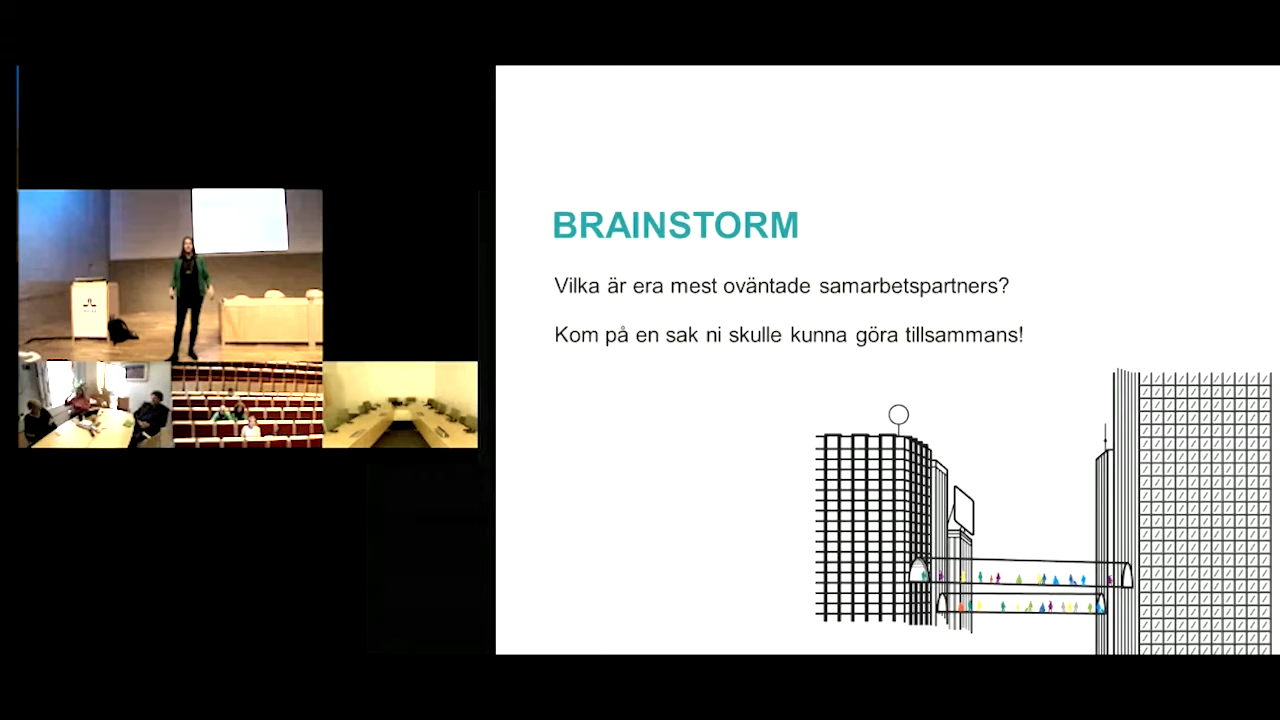 BRAINSTORM
Vilka är era mest oväntade samarbetspartners?
Kom på en sak ni skulle kunna göra tillsammans!